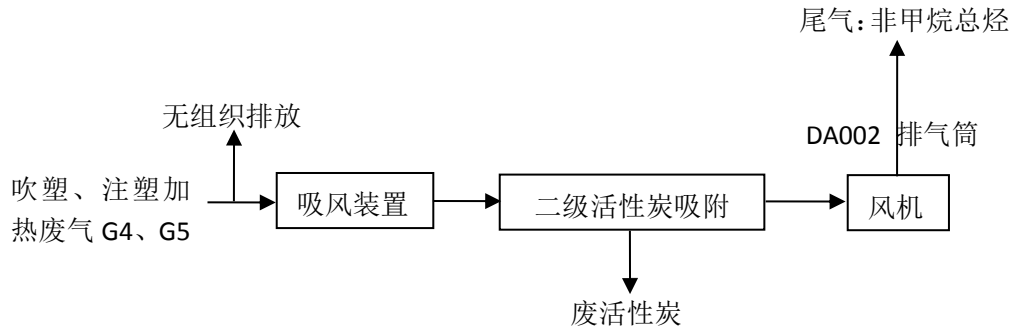 尾气:非甲烷总烃
无组织排放
DA002 排气筒
吹塑、注塑加
热废气 G4、G5
吸风装置
二级活性炭吸附
风机
废活性炭